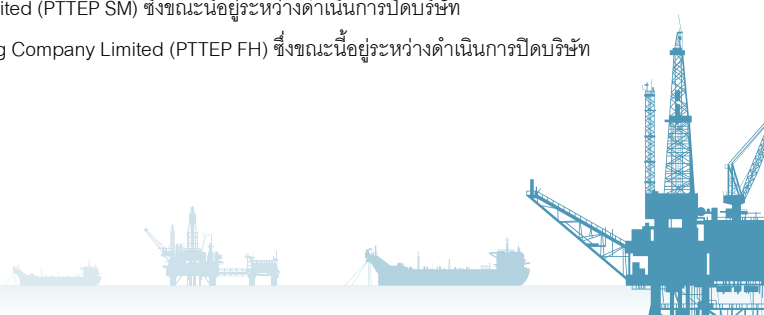 ited (PTTEP SM) ซึ่งขณะนี้อยู่ระหว่างดำเนินการปิดบริษัท
g Company Limited (PTTEP FH) ซึ่งขณะนี้อยู่ระหว่างดำเนินการปิดบริษัท